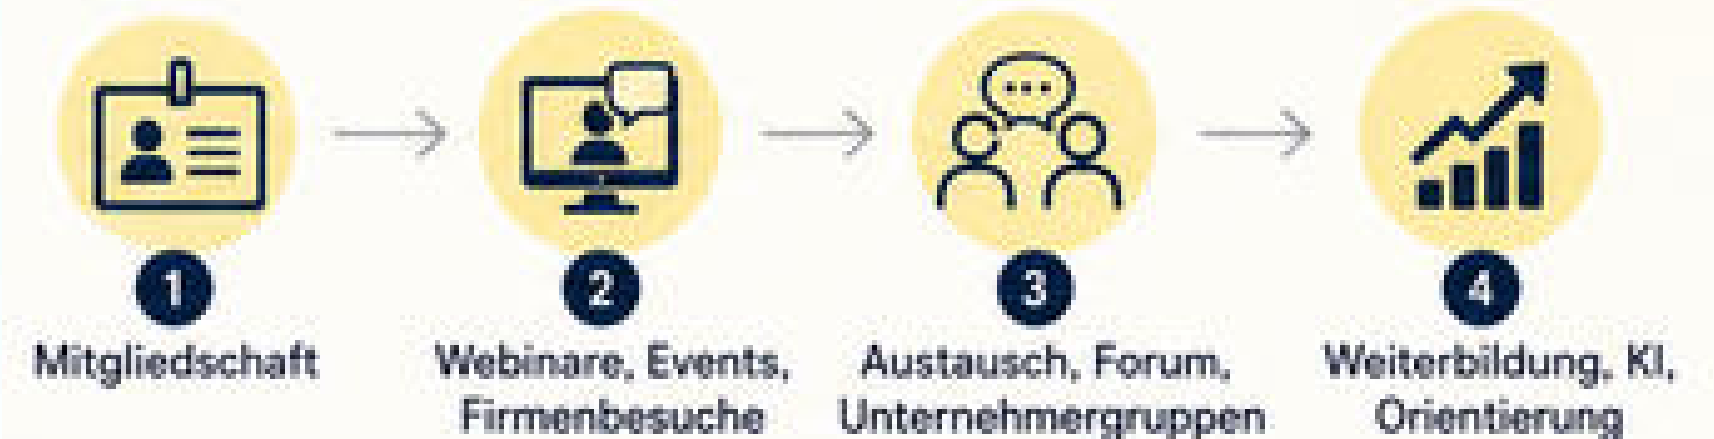 1
Mitgliedschaft
2
Webinare, Events,
Firmenbesuche
3
Austausch, Forum,
Unternehmergruppen
4
Weiterbildung, KI,
Orientierung